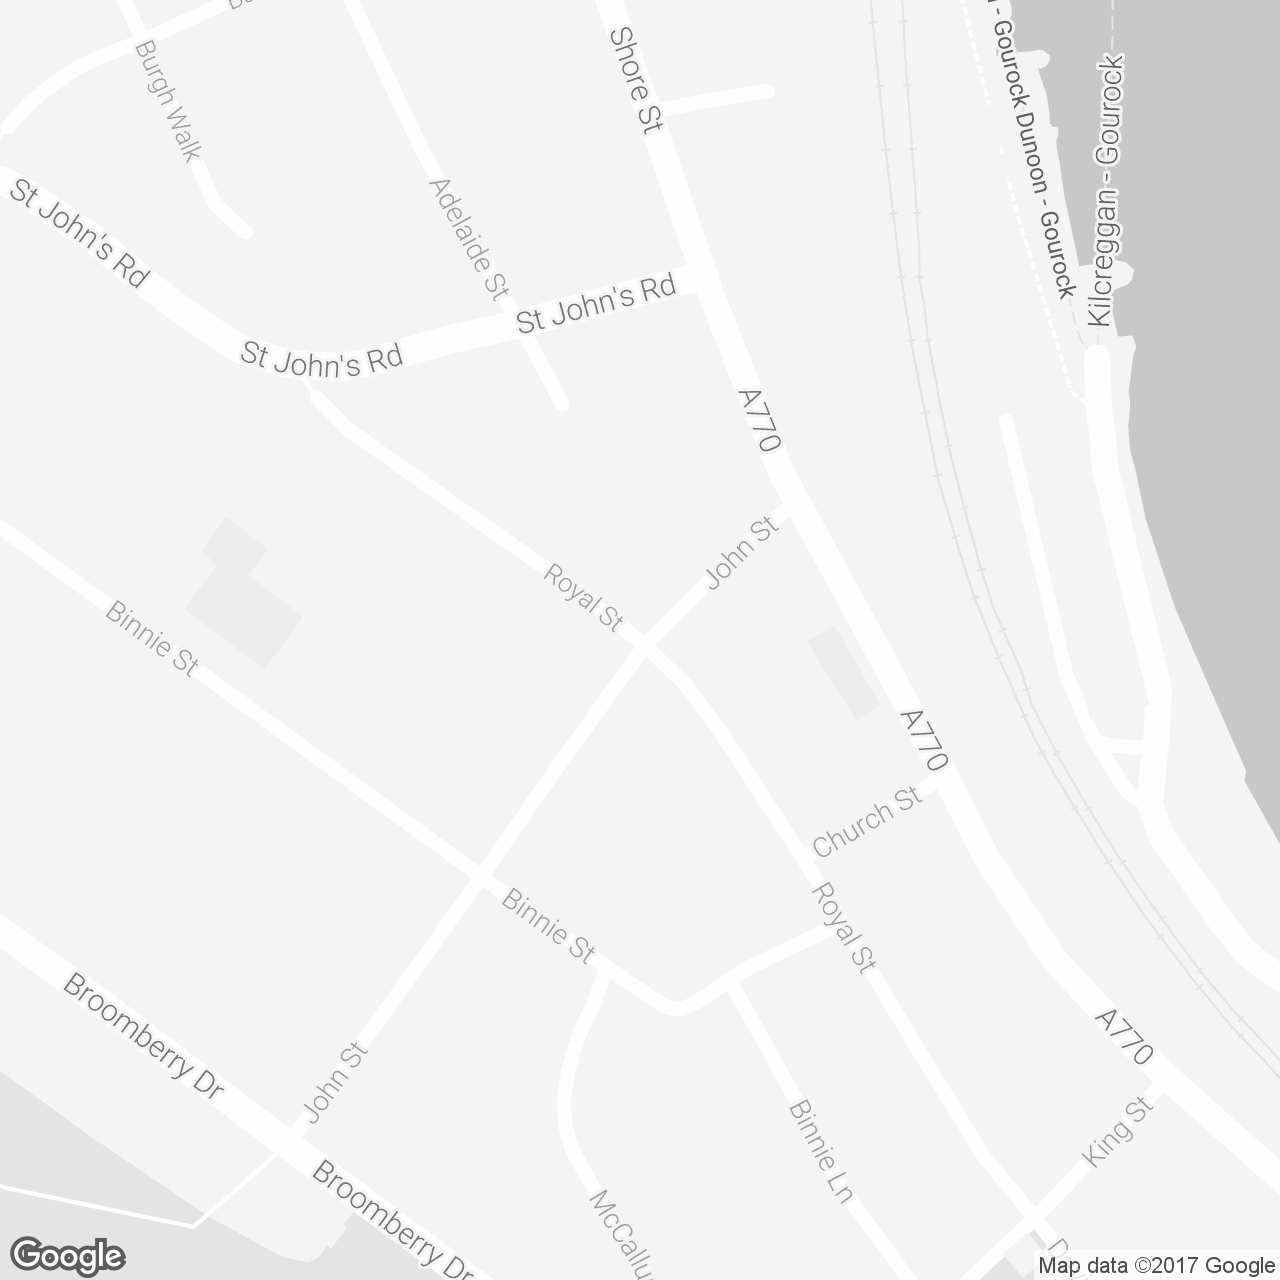 Burgh Walk
Shore St
Gourock Dunoon - Gourock
Kilcreggan - Gourock
St John's Rd
Adelaide St
St John's Rd
St John's Rd
A770
John St
Royal St
Binnie St
A770
Church St
Binnie St
Royal St
Broomberry Dr
John St
A770
King St
Binnie Ln
Broomberry Dr
Google
Map data ©2017 Google